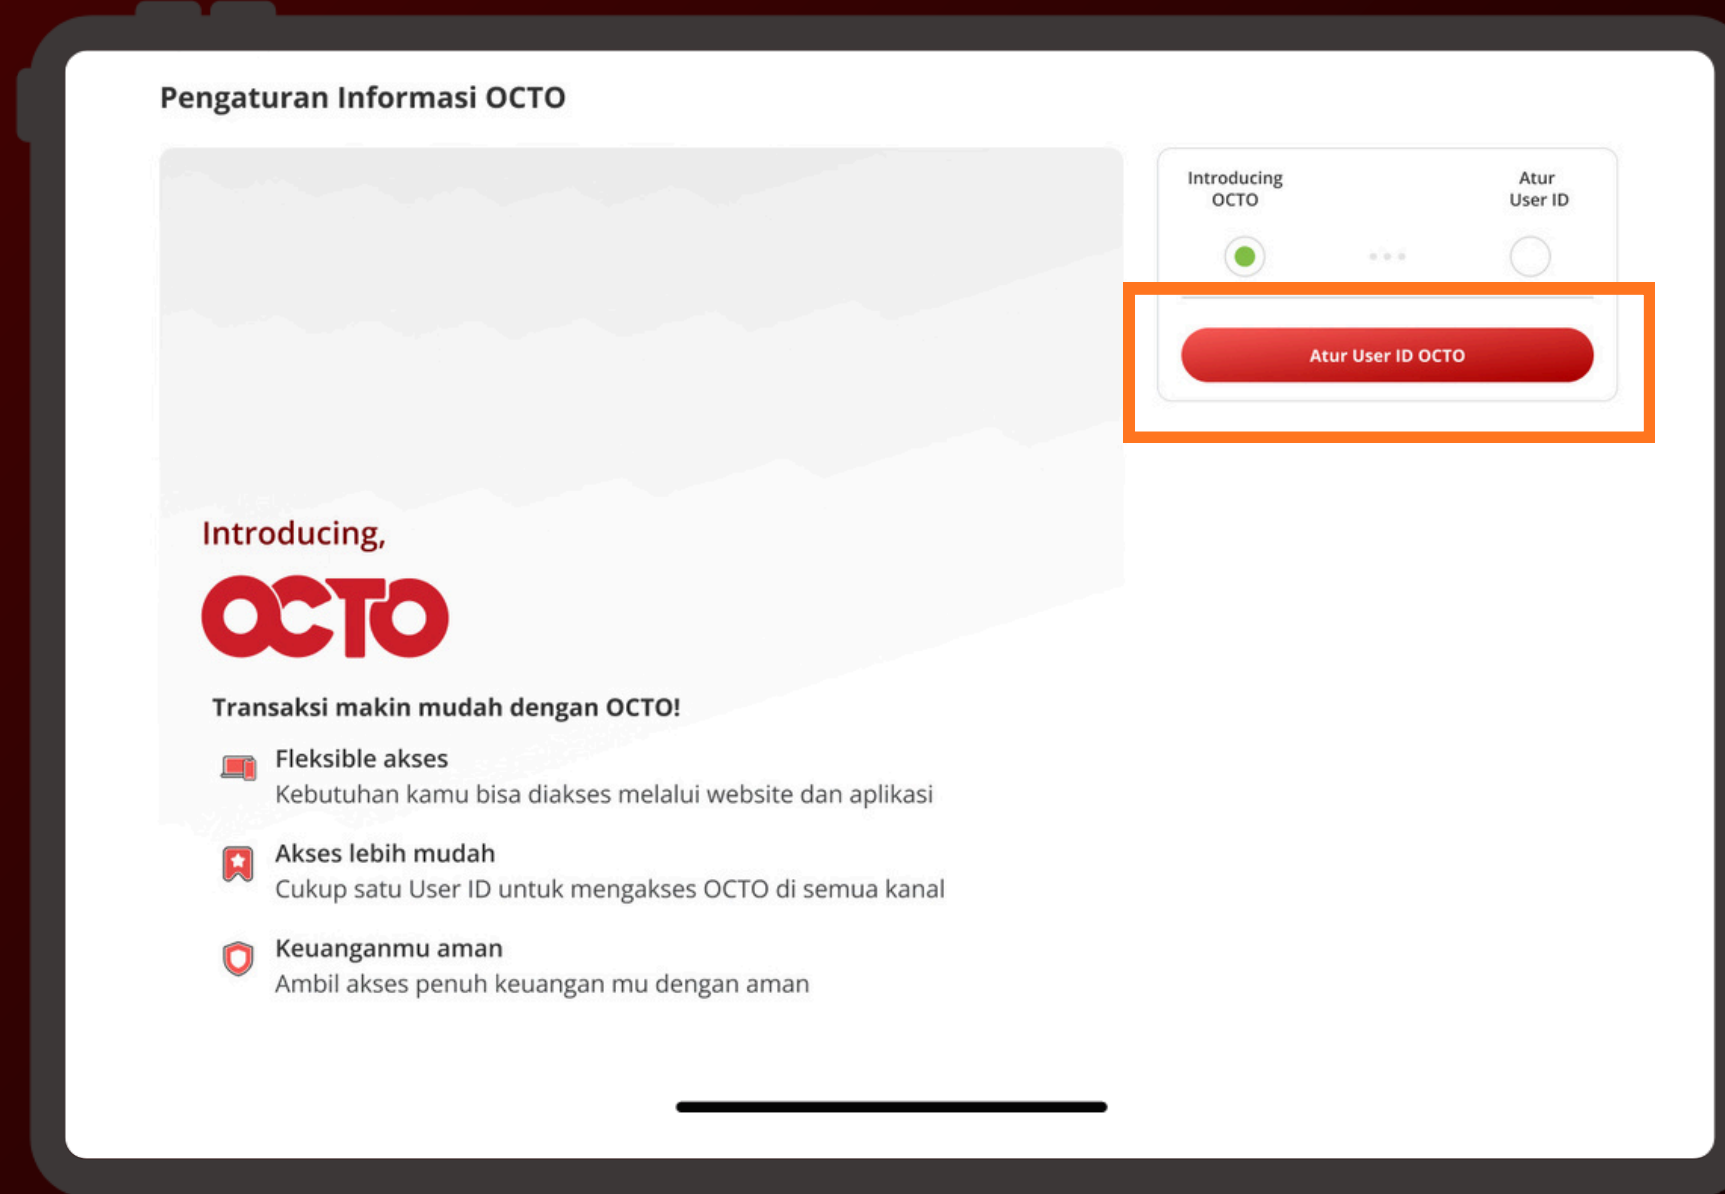 Pengaturan Informasi OCTO
Introducing
OCTO
Atur
User ID
Atur User ID OCTO
Introducing,
OCTO
Transaksi makin mudah dengan OCTO!
Fleksible akses
Kebutuhan kamu bisa diakses melalui website dan aplikasi
Akses lebih mudah
Cukup satu User ID untuk mengakses OCTO di semua kanal
Keuanganmu aman
Ambil akses penuh keuangan mu dengan aman